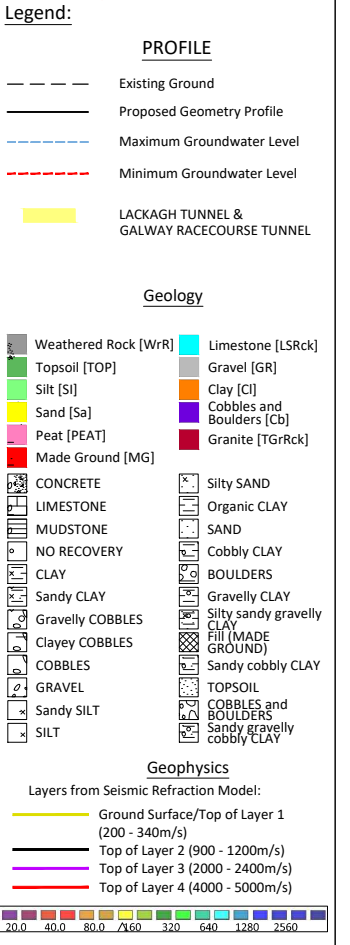 Legend:
PROFILE
Existing Ground
Proposed Geometry Profile
Maximum Groundwater Level
Minimum Groundwater Level
LACKAGH TUNNEL &
GALWAY RACECOURSE TUNNEL
Geology
Weathered Rock [WrR]
Topsoil [TOP]
Silt [SI]
Sand [Sa]
Peat [PEAT]
Made Ground [MG]
Limestone [LSRck]
Gravel [GR]
Clay [Cl]
Cobbles and
Boulders [Cb]
Granite [TGrRck]
CONCRETE
LIMESTONE
MUDSTONE
NO RECOVERY
CLAY
Sandy CLAY
Gravelly COBBLES
Clayey COBBLES
COBBLES
GRAVEL
Sandy SILT
SILT
Silty SAND
Organic CLAY
SAND
Cobbly CLAY
BOULDERS
Gravelly CLAY
Silty sandy gravelly
CLAY
Fill (MADE
GROUND)
Sandy cobbly CLAY
TOPSOIL
COBBLES and
BOULDERS
Sandy gravelly
cobbly CLAY
Geophysics
Layers from Seismic Refraction Model:
Ground Surface/Top of Layer 1
(200 - 340m/s)
Top of Layer 2 (900 - 1200m/s)
Top of Layer 3 (2000 - 2400m/s)
Top of Layer 4 (4000 - 5000m/s)
20.0 40.0 80.0 160 320 640 1280 2560